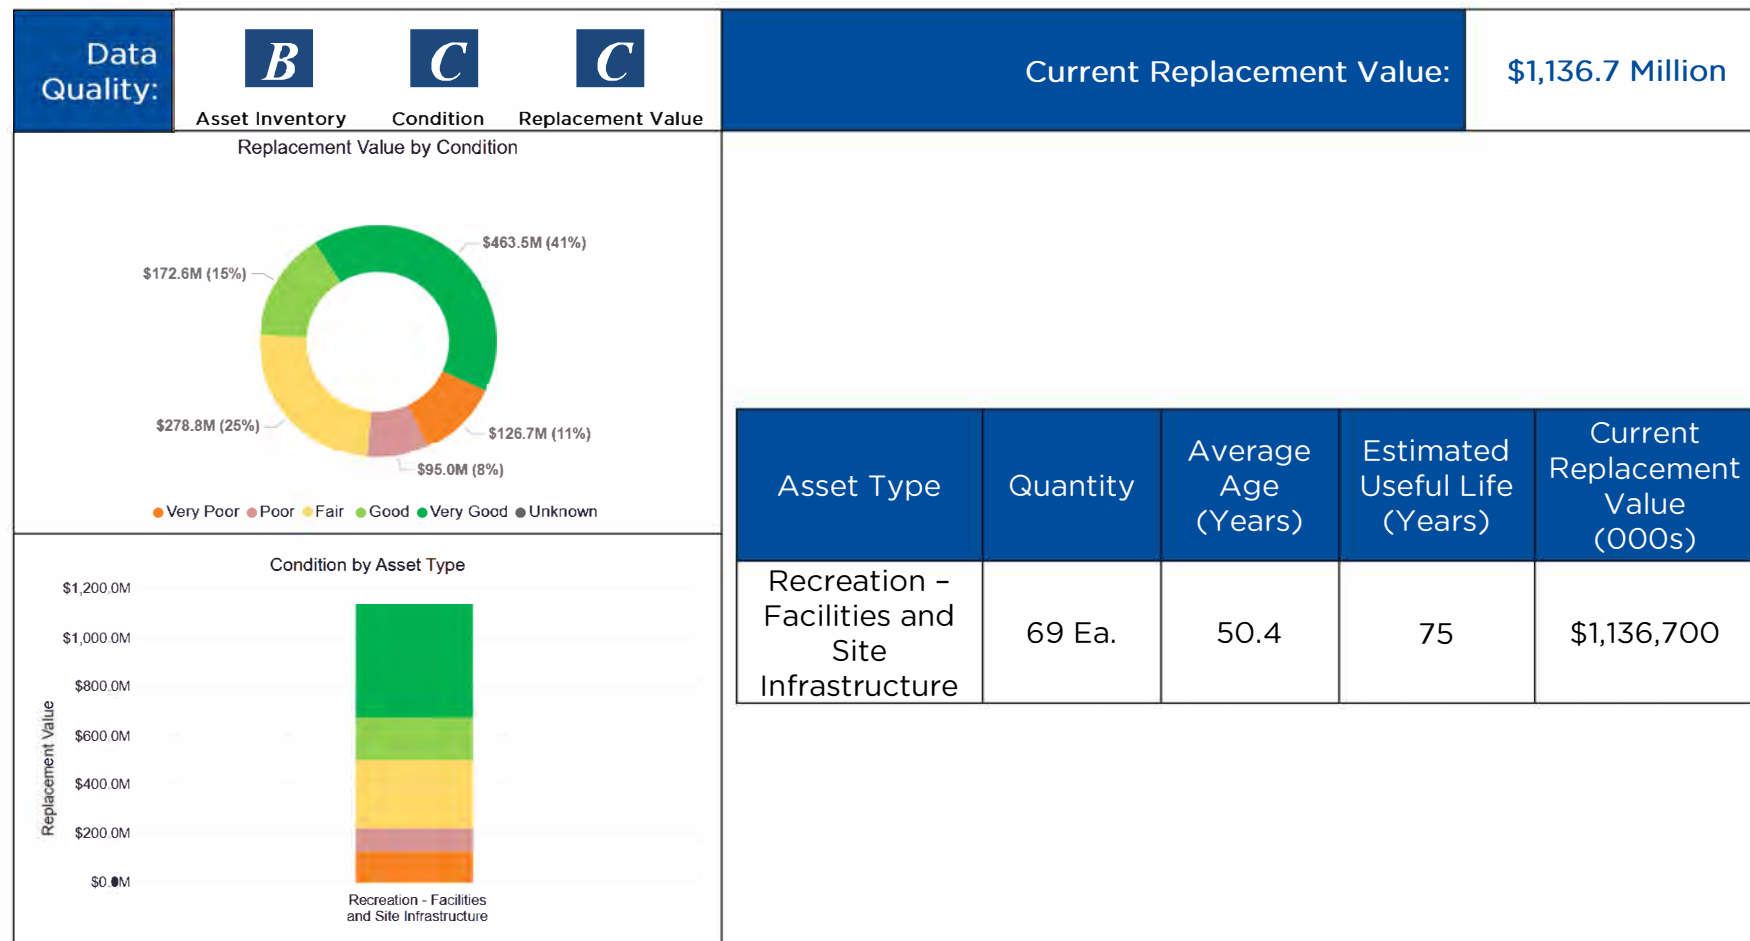 Data
Quality:
B
C
C
Asset Inventory
Condition
Replacement Value
Current Replacement Value:
$1,136.7 Million
Replacement Value by Condition
$463.5M (41%)
$172.6M (15%)
$278.8M (25%)
$126.7M (11%)
$95.0M (8%)
Very Poor Poor Fair Good Very Good Unknown
Condition by Asset Type
$1,200.0M
$1,000.0M
$800.0M
$600.0M
$400.0M
$200.0M
$0.0M
Replacement Value
Recreation - Facilities
and Site Infrastructure
Asset Type
Quantity
Average
Age
(Years)
Estimated
Useful Life
(Years)
Current
Replacement
Value
(000s)
Recreation –
Facilities and
Site
Infrastructure
69 Ea.
50.4
75
$1,136,700